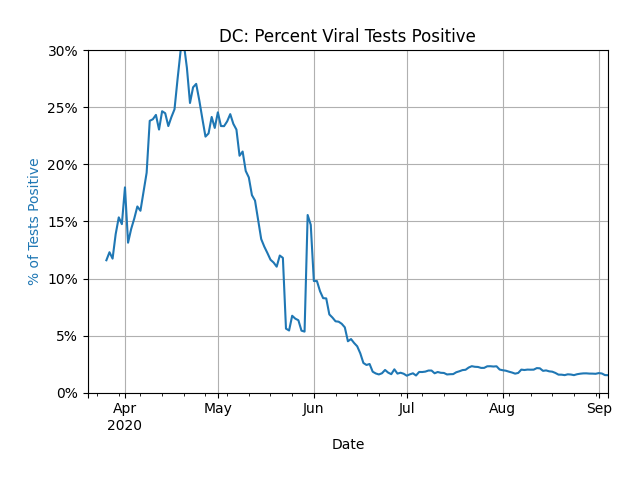 DC: Percent Viral Tests Positive
30%
25%
20%
15%
10%
5%
0%
% of Tests Positive
Apr
2020
May
Jun
Jul
Aug
Sep
Date